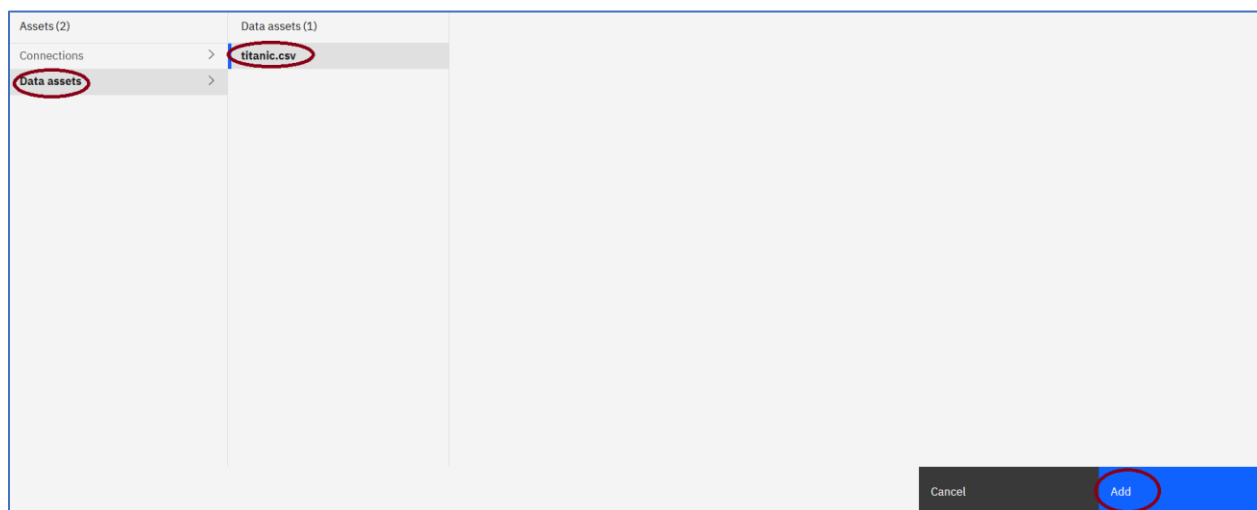 Assets (2)
Data assets (1)
Connections
titanic.csv
Data assets
Cancel
Add